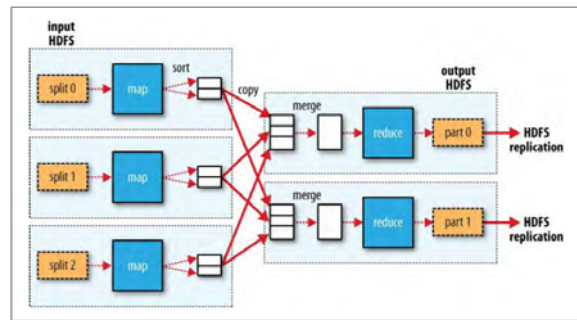 input
HDFS
split 0
map
sort
copy
split 1
map
split 2
map
output
HDFS
merge
reduce
part 0
HDFS
replication
merge
reduce
part 1
HDFS
replication